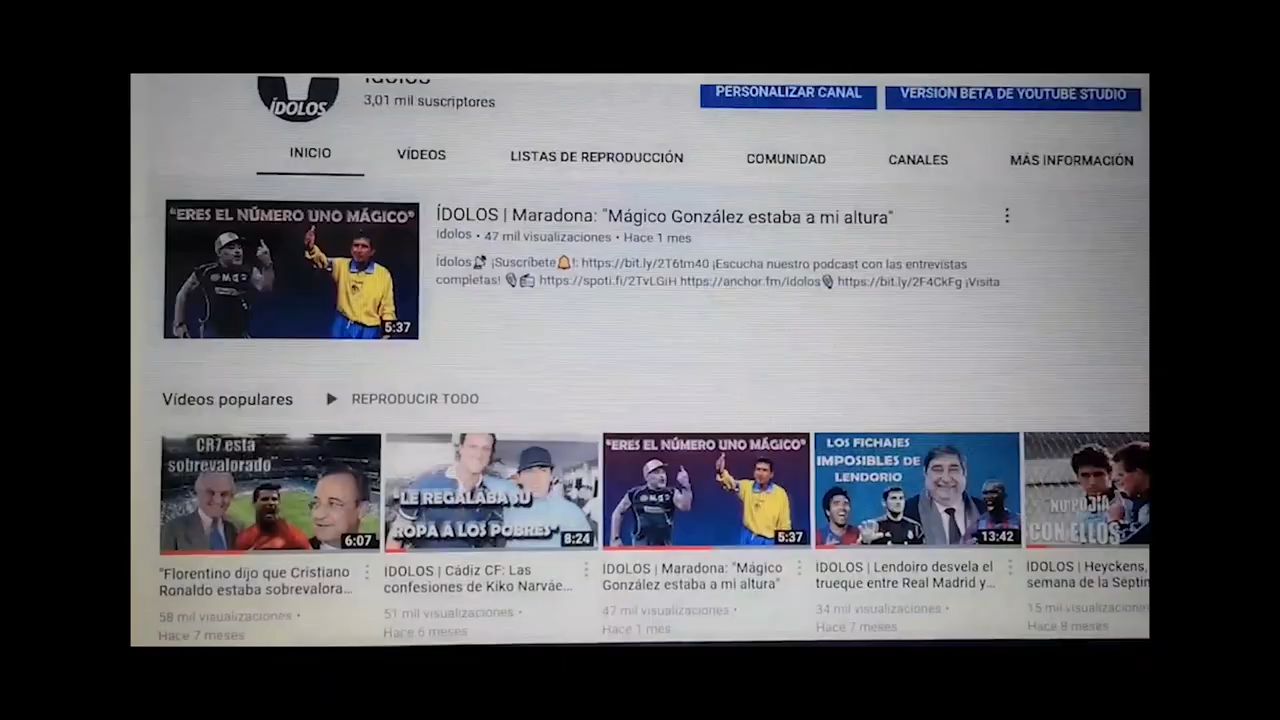 Ídolos
ÍDOLOS
3,01 mil suscriptores
PERSONALIZAR CANAL
VERSIÓN BETA DE YOUTUBE STUDIO
INICIO
VÍDEOS
LISTAS DE REPRODUCCIÓN
COMUNIDAD
CANALES
MÁS INFORMACIÓN
"ERES EL NÚMERO UNO MÁGICO"
5:37
ÍDOLOS | Maradona: "Mágico González estaba a mi altura"
Ídolos • 47 mil visualizaciones • Hace 1 mes
Ídolos ¡Suscríbete !: https://bit.ly/2T6tm40 ¡Escucha nuestro podcast con las entrevistas
completas! https://spoti.fi/2TvLGiH https://anchor.fm/idolos https://bit.ly/2F4CkFg ¡Visita
Vídeos populares
REPRODUCIR TODO
CR7 está
sobrevalorado"
6:07
"Florentino dijo que Cristiano
Ronaldo estaba sobrevalora...
58 mil visualizaciones •
Hace 7 meses
"LE REGALABA SU
ROPA A LOS POBRES"
8:24
ÍDOLOS | Cádiz CF: Las
confesiones de Kiko Narváe...
51 mil visualizaciones •
Hace 6 meses
"ERES EL NÚMERO UNO MÁGICO"
5:37
ÍDOLOS | Maradona: "Mágico
González estaba a mi altura"
47 mil visualizaciones •
Hace 1 mes
LOS FICHAJES
IMPOSIBLES DE
LENDORIO
13:42
ÍDOLOS | Lendoiro desvela el
trueque entre Real Madrid y...
34 mil visualizaciones •
Hace 7 meses
"NO PODÍA
CON ELLOS"
ÍDOLOS | Heyckens,
semana de la Séptim
15 mil visualizaciones
Hace 8 meses